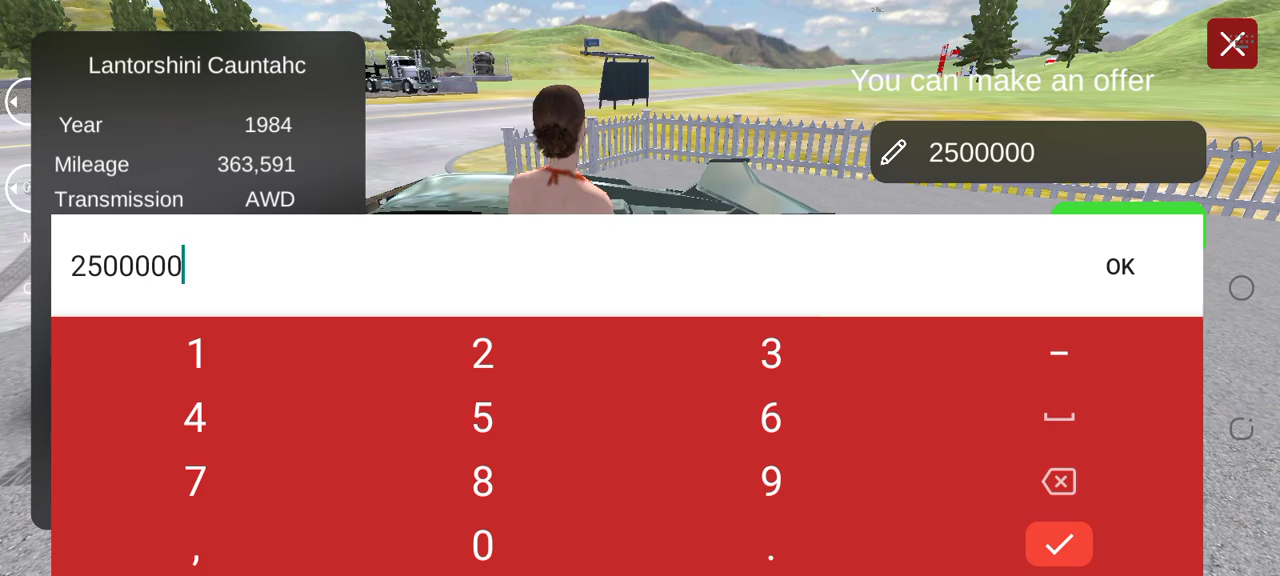 Lantorshini Cauntahc
You can make an offer
Year 1984
2500000
Mileage 363,591
Transmission AWD
2500000 OK
1 2 3 −
4 5 6
7 8 9
, 0 .